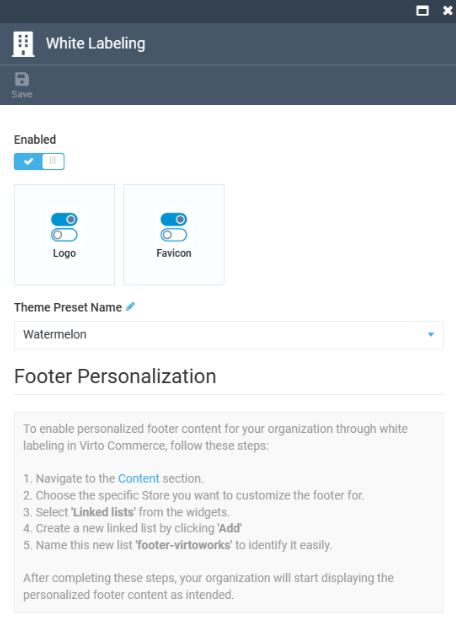 White Labeling
Save
Enabled
Logo
Favicon
Theme Preset Name
Watermelon
Footer Personalization
To enable personalized footer content for your organization through white
labeling in Virto Commerce, follow these steps:
1. Navigate to the Content section.
2. Choose the specific Store you want to customize the footer for.
3. Select 'Linked lists' from the widgets.
4. Create a new linked list by clicking 'Add'
5. Name this new list 'footer-virtoworks' to identify it easily.
After completing these steps, your organization will start displaying the
personalized footer content as intended.